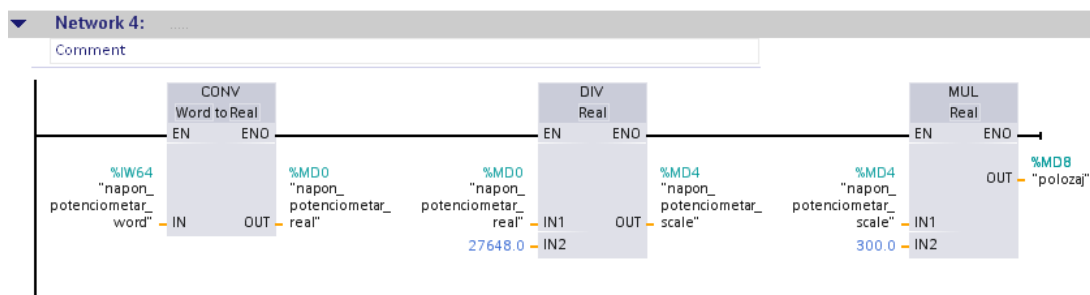 Network 4: .....
Comment
CONV
Word to Real
EN ENO
%IW64
"napon_
potenciometar_
word"
IN OUT
%MD0
"napon_
potenciometar_
real"
DIV
Real
EN ENO
%MD0
"napon_
potenciometar_
real"
IN1 OUT
27648.0 IN2
%MD4
"napon_
potenciometar_
scale"
MUL
Real
EN ENO
%MD4
"napon_
potenciometar_
scale"
IN1
300.0 IN2
OUT
%MD8
"polozaj"